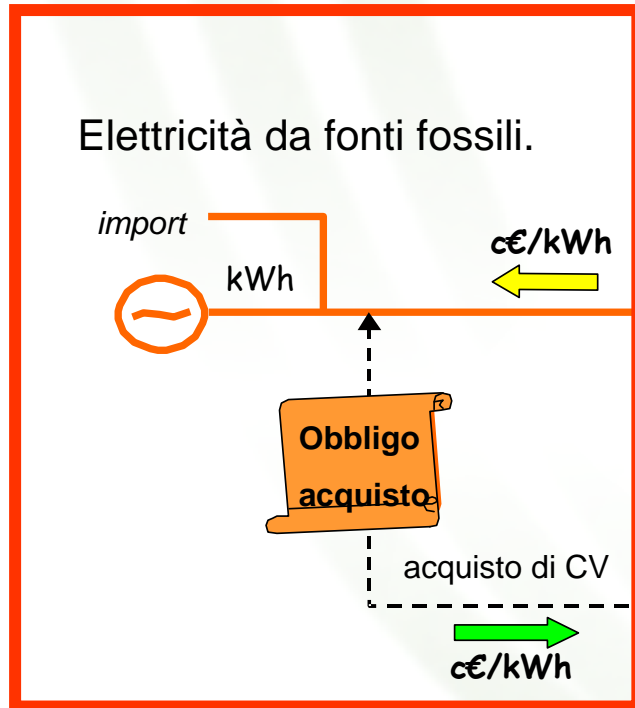 Elettricità da fonti fossili.
import
c€/kWh
kWh
Obbligo
acquisto
acquisto di CV
c€/kWh